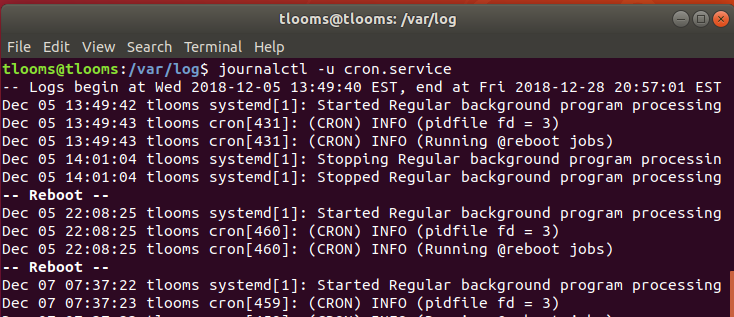 tlooms@tlooms: /var/log
File Edit View Search Terminal Help
tlooms@tlooms:/var/log$ journalctl -u cron.service
-- Logs begin at Wed 2018-12-05 13:49:40 EST, end at Fri 2018-12-28 20:57:01 EST
Dec 05 13:49:42 tlooms systemd[1]: Started Regular background program processing
Dec 05 13:49:43 tlooms cron[431]: (CRON) INFO (pidfile fd = 3)
Dec 05 13:49:43 tlooms cron[431]: (CRON) INFO (Running @reboot jobs)
Dec 05 14:01:04 tlooms systemd[1]: Stopping Regular background program processin
Dec 05 14:01:04 tlooms systemd[1]: Stopped Regular background program processing
-- Reboot --
Dec 05 22:08:25 tlooms systemd[1]: Started Regular background program processing
Dec 05 22:08:25 tlooms cron[460]: (CRON) INFO (pidfile fd = 3)
Dec 05 22:08:25 tlooms cron[460]: (CRON) INFO (Running @reboot jobs)
-- Reboot --
Dec 07 07:37:22 tlooms systemd[1]: Started Regular background program processing
Dec 07 07:37:23 tlooms cron[459]: (CRON) INFO (pidfile fd = 3)